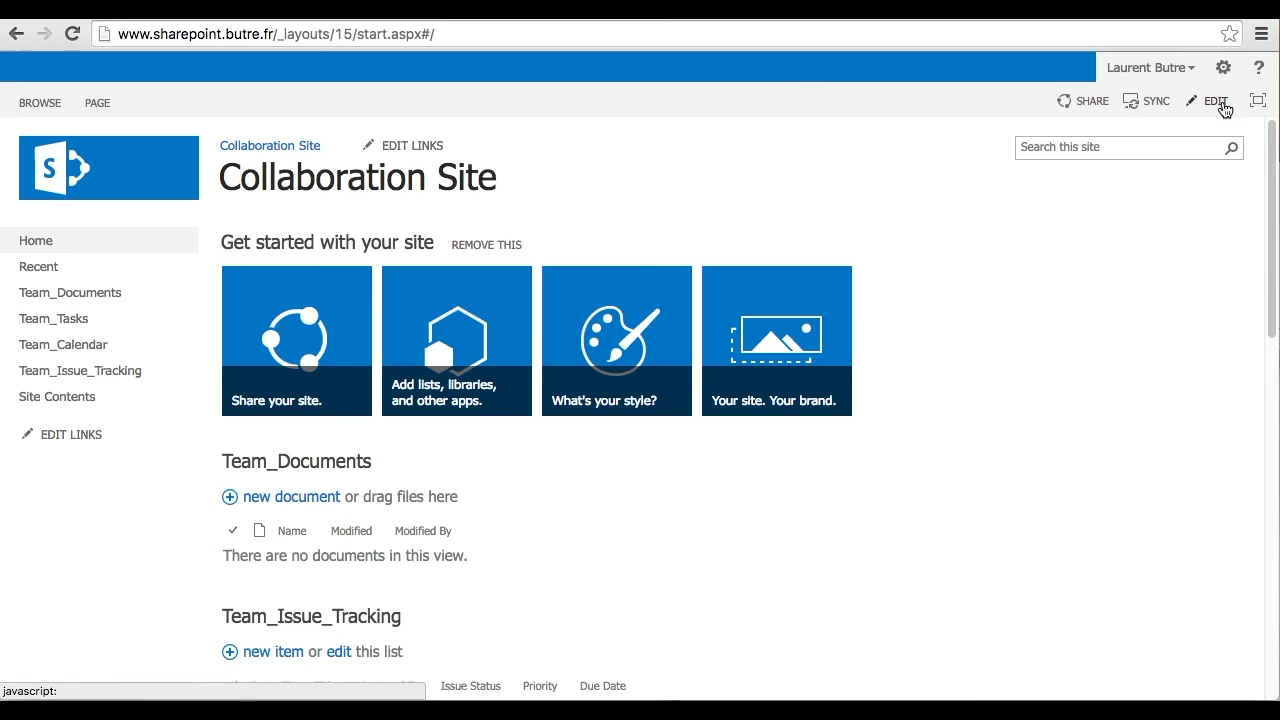 www.sharepoint.butre.fr/_layouts/15/start.aspx#/
Laurent Butre
?
BROWSE PAGE
SHARE SYNC EDIT
S
Collaboration Site EDIT LINKS
Collaboration Site
Search this site
Home
Recent
Team_Documents
Team_Tasks
Team_Calendar
Team_Issue_Tracking
Site Contents
EDIT LINKS
Get started with your site REMOVE THIS
Share your site.
Add lists, libraries,
and other apps.
What's your style?
Your site. Your brand.
Team_Documents
new document or drag files here
Name Modified Modified By
There are no documents in this view.
Team_Issue_Tracking
new item or edit this list
Issue Status Priority Due Date
javascript: